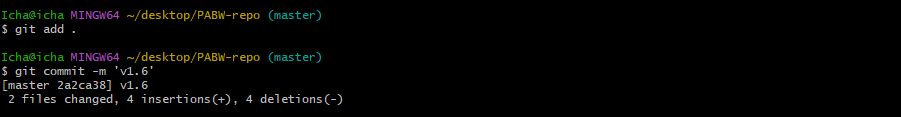 Icha@icha MINGW64 ~/desktop/PABW-repo (master)
$ git add .
Icha@icha MINGW64 ~/desktop/PABW-repo (master)
$ git commit -m 'v1.6'
[master 2a2ca38] v1.6
 2 files changed, 4 insertions(+), 4 deletions(-)